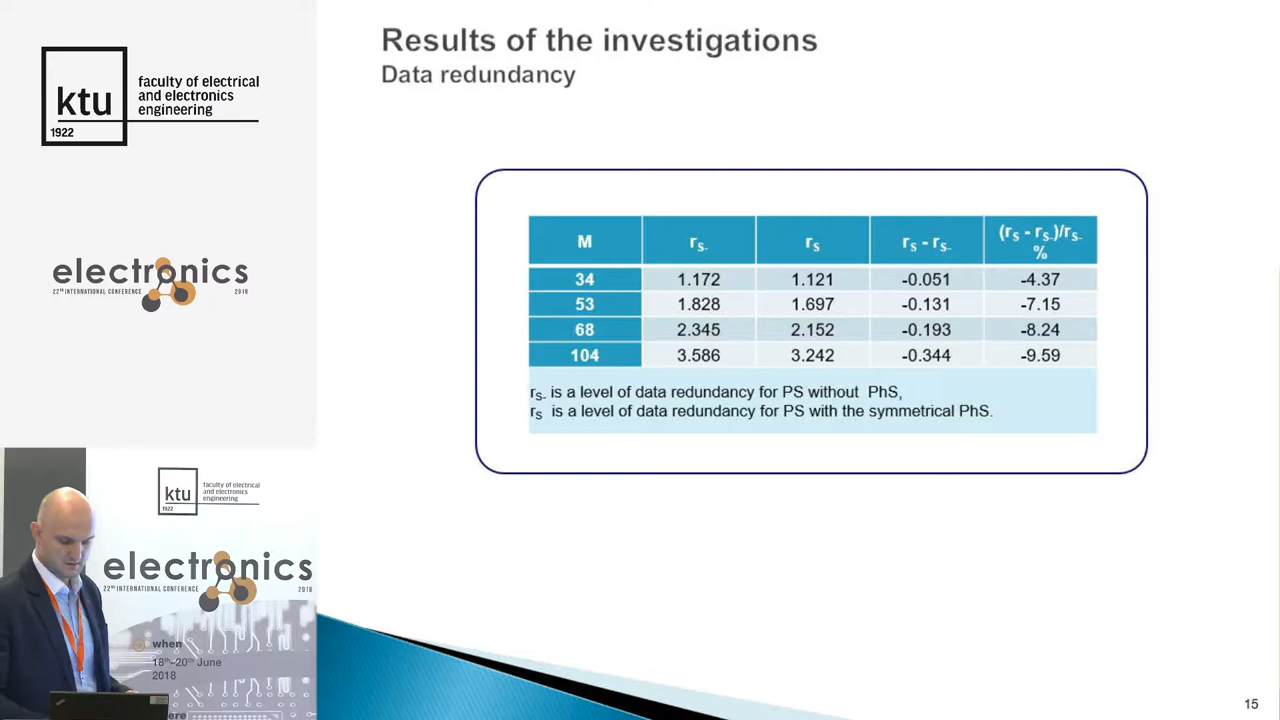 Results of the investigations
Data redundancy
ktu
1922
faculty of electrical
and electronics
engineering
electronics
22ND INTERNATIONAL CONFERENCE 2018
M rS- rS rS - rS- (rS - rS-)/rS- %
34 1.172 1.121 -0.051 -4.37
53 1.828 1.697 -0.131 -7.15
68 2.345 2.152 -0.193 -8.24
104 3.586 3.242 -0.344 -9.59
rS- is a level of data redundancy for PS without PhS,
rS is a level of data redundancy for PS with the symmetrical PhS.
ktu
1922
faculty of electrical
and electronics
engineering
electronics
22ND INTERNATIONAL CONFERENCE 2018
when
18th–20th June
2018
15